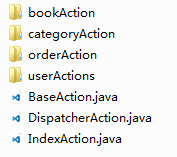 bookAction
categoryAction
orderAction
userActions
BaseAction.java
DispatcherAction.java
IndexAction.java